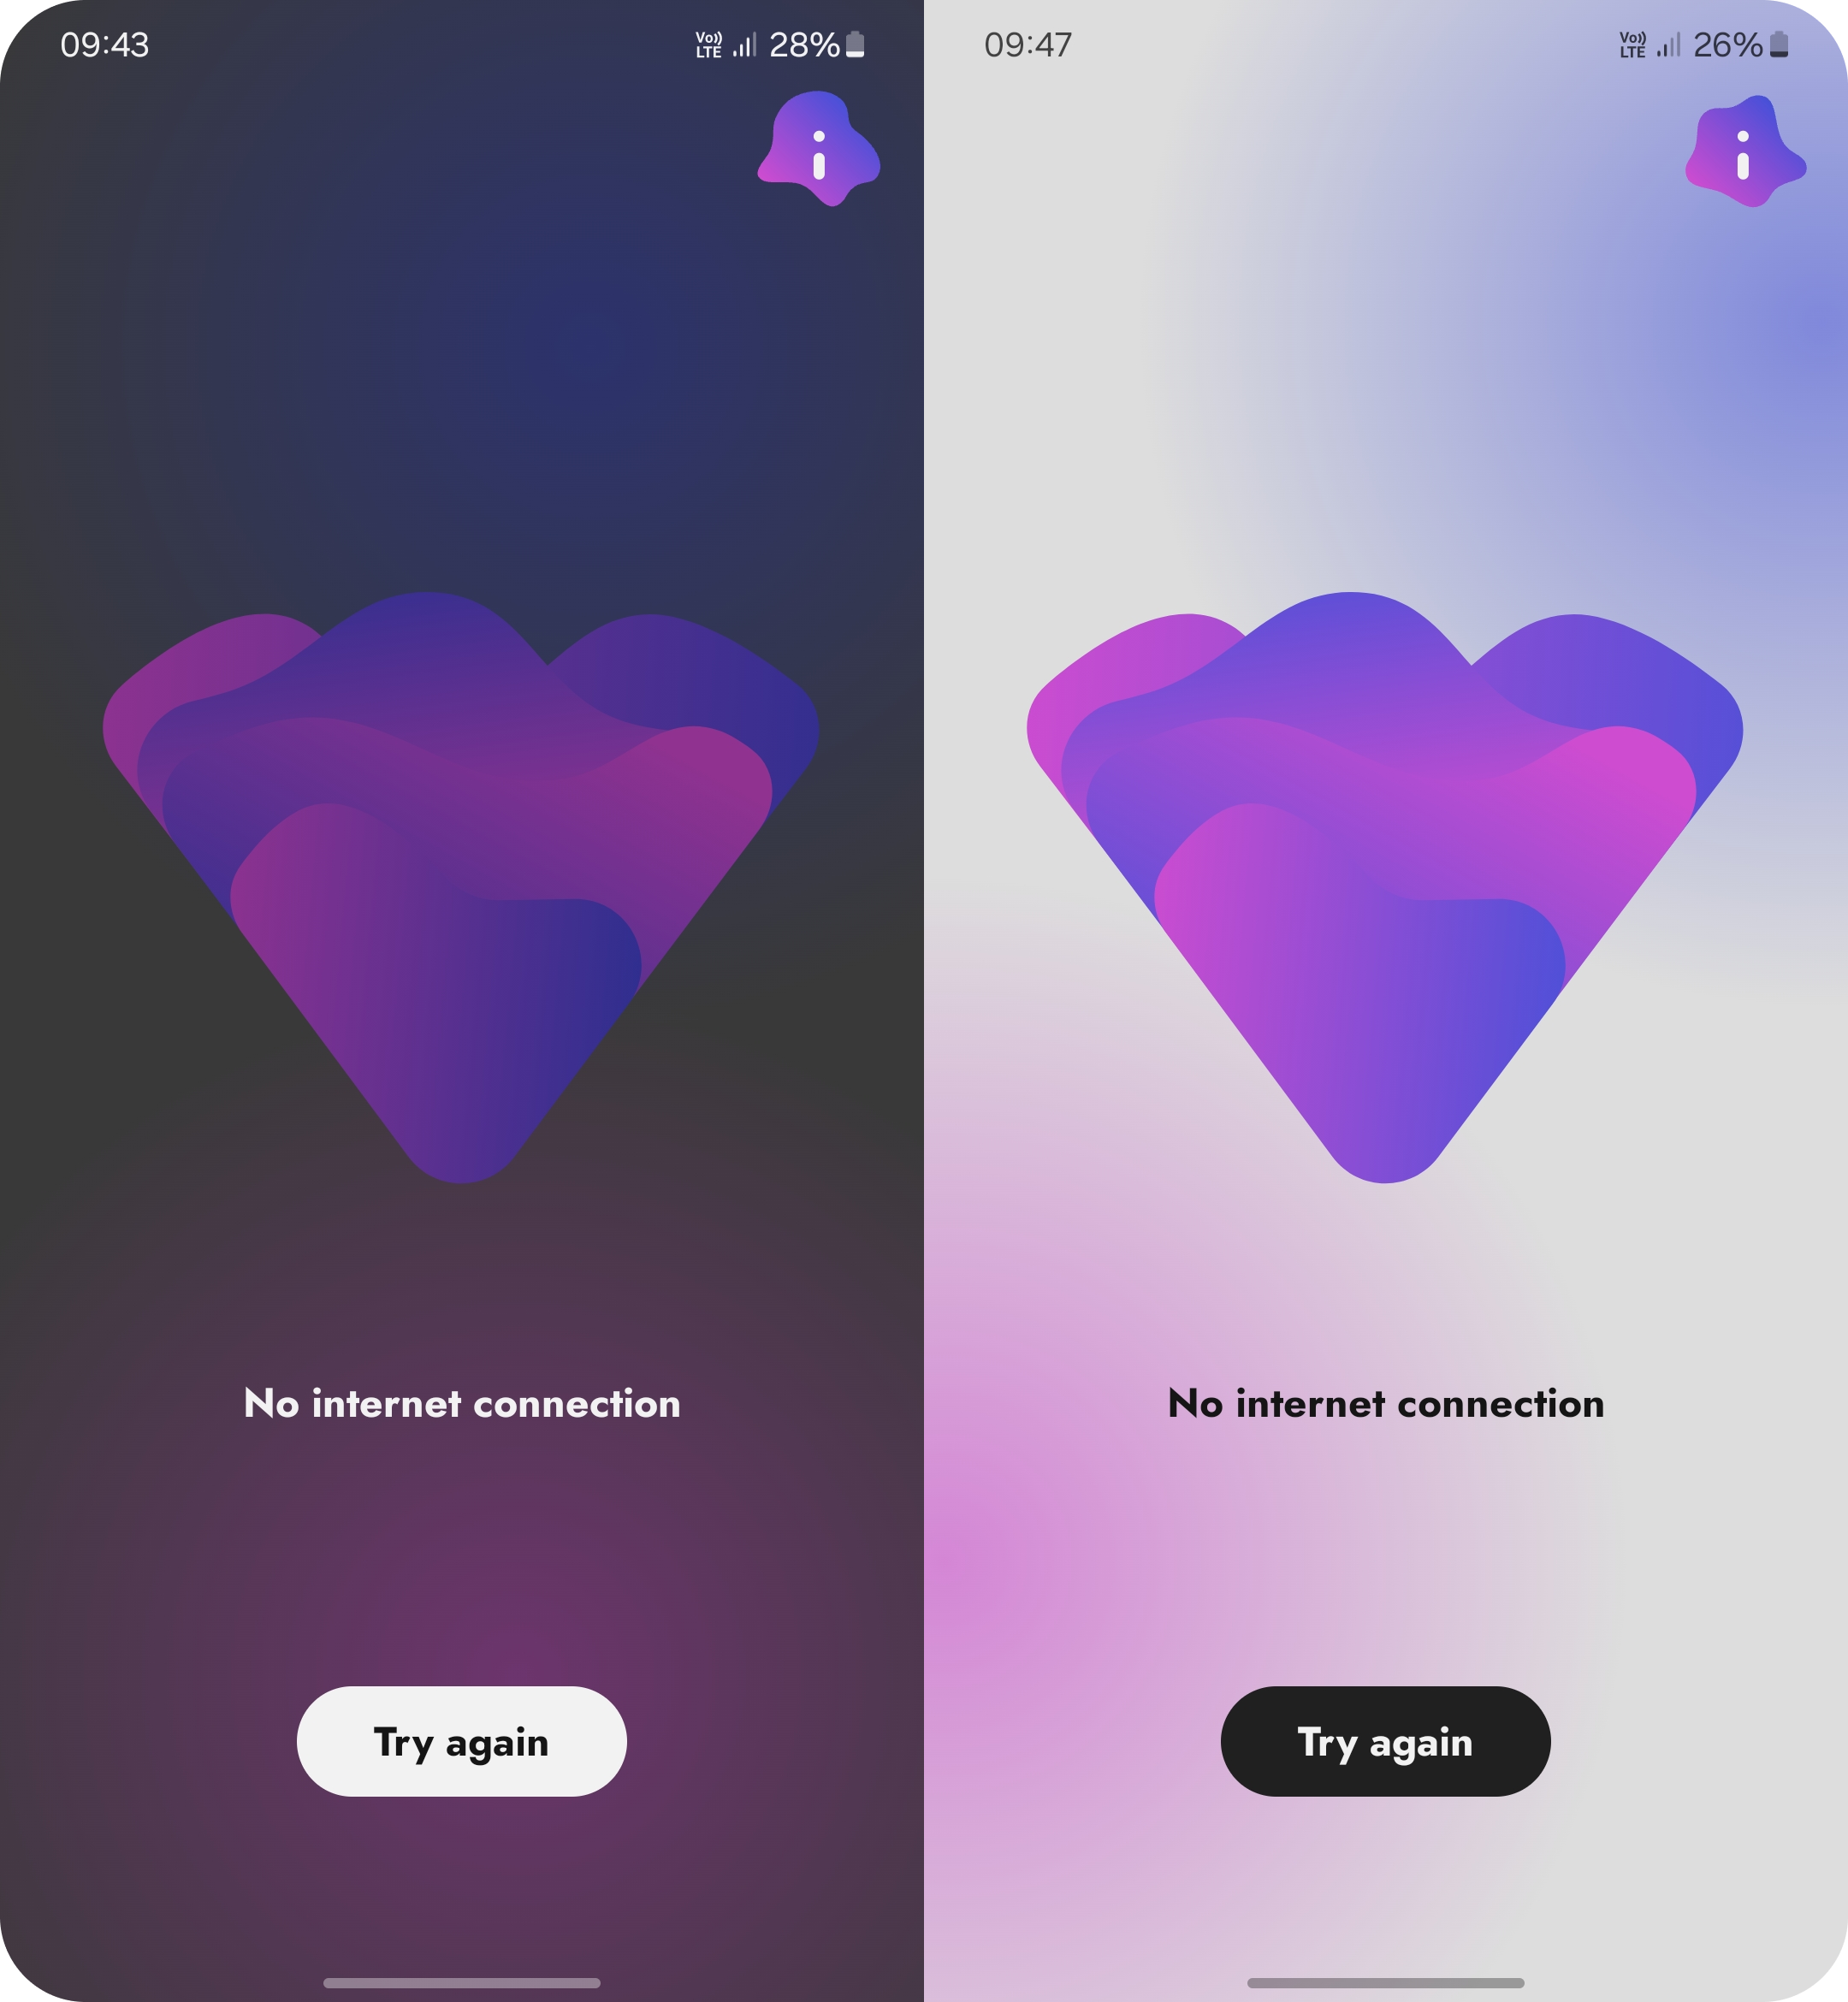 09:43
Vo)) LTE 28%
i
No internet connection
Try again
09:47
Vo)) LTE 26%
i
No internet connection
Try again